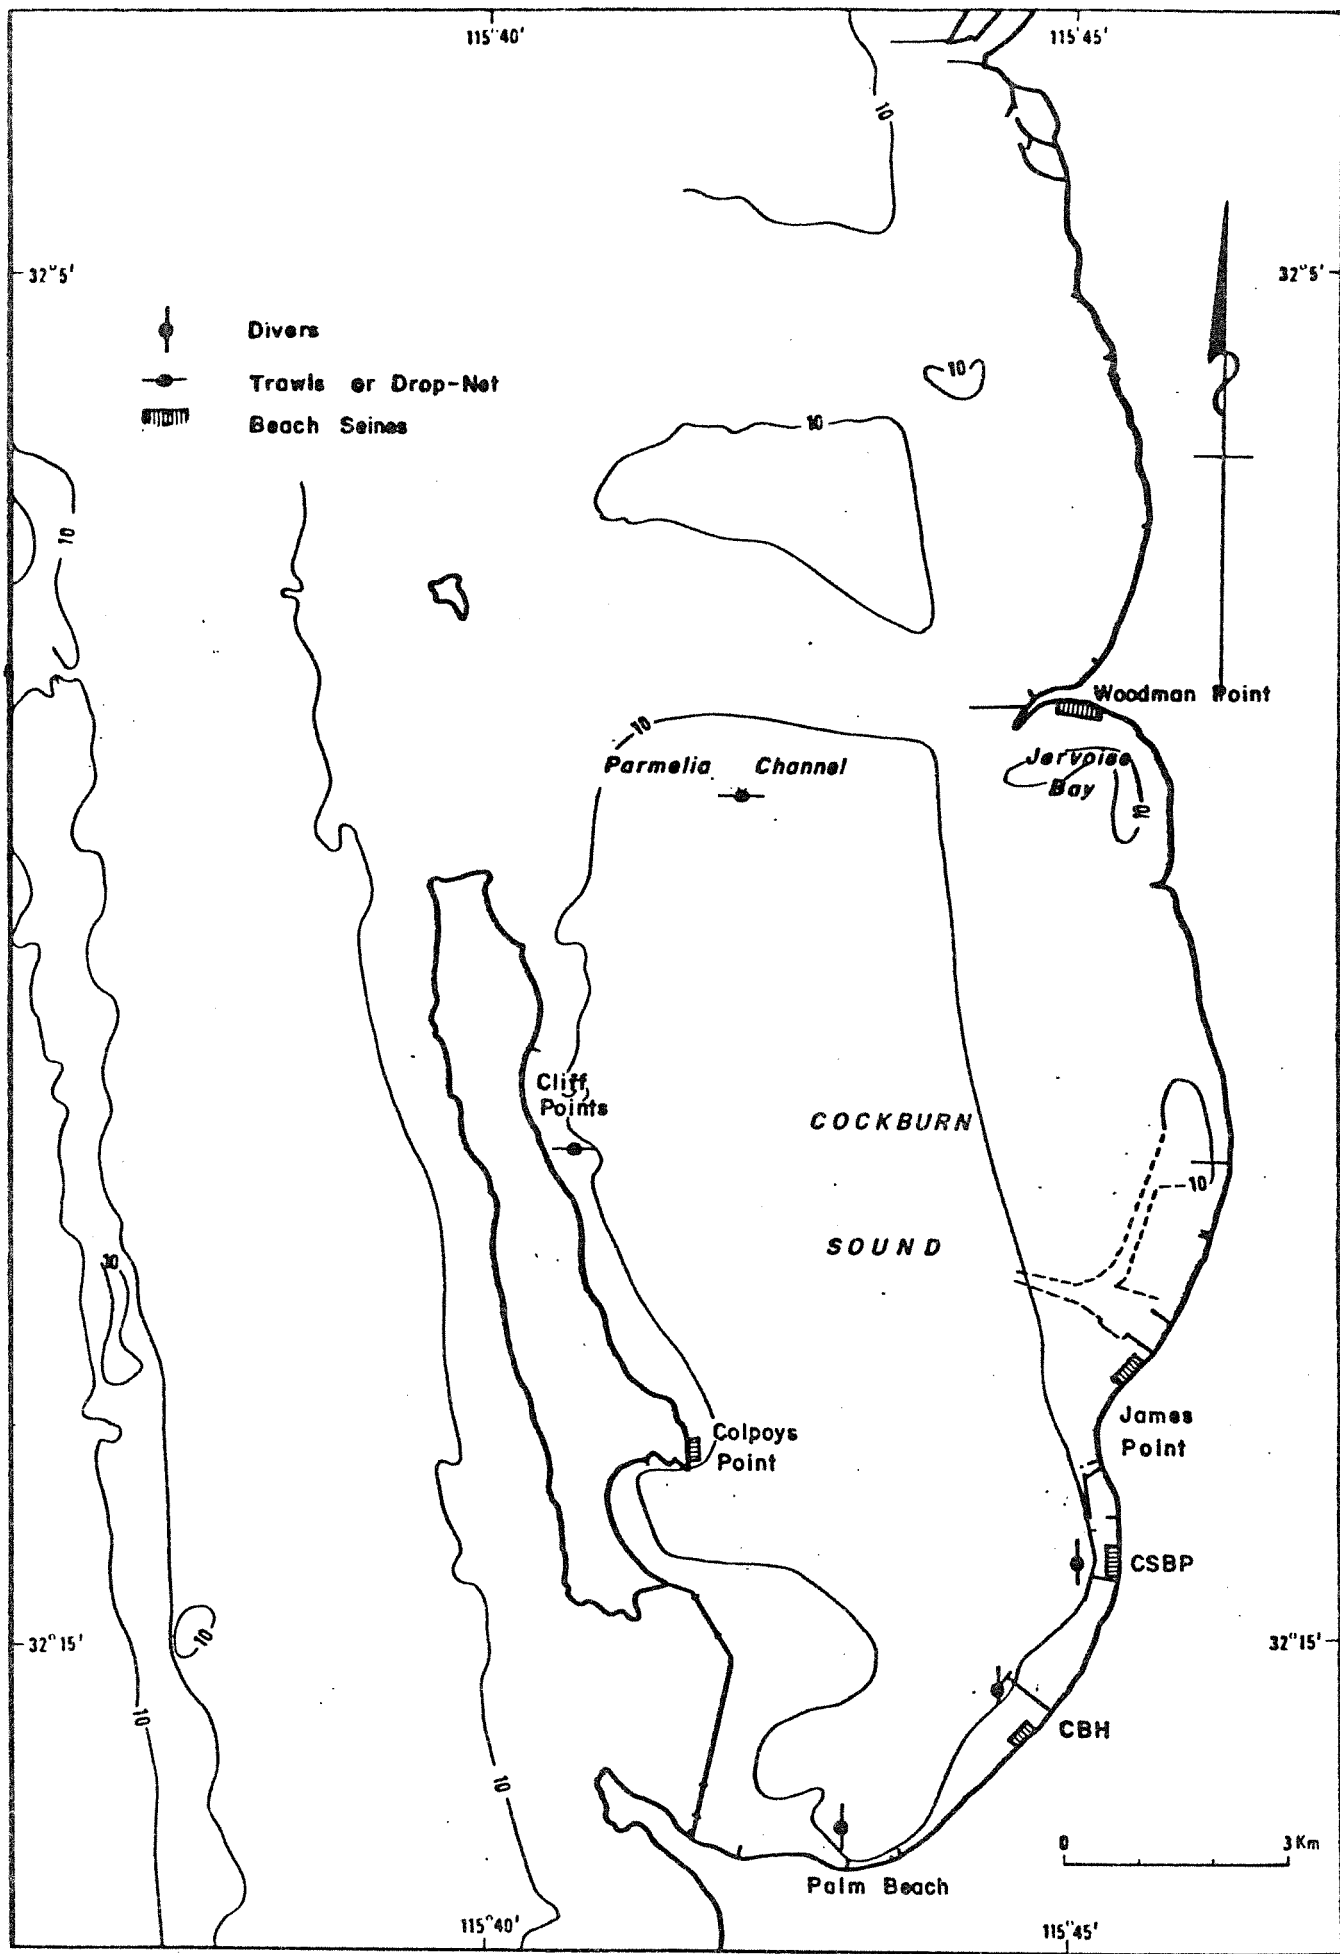 115°40'
115°45'
10
32°5'
32°5'
Divers
Trawls or Drop-Net
Beach Seines
10
10
10
Woodman Point
10
Parmelia Channel
Jervoise
Bay
10
Cliff
Points
COCKBURN
10
SOUND
10
James
Point
Colpoys
Point
CSBP
32°15'
32°15'
10
10
CBH
10
0
3 Km
Palm Beach
115°40'
115°45'